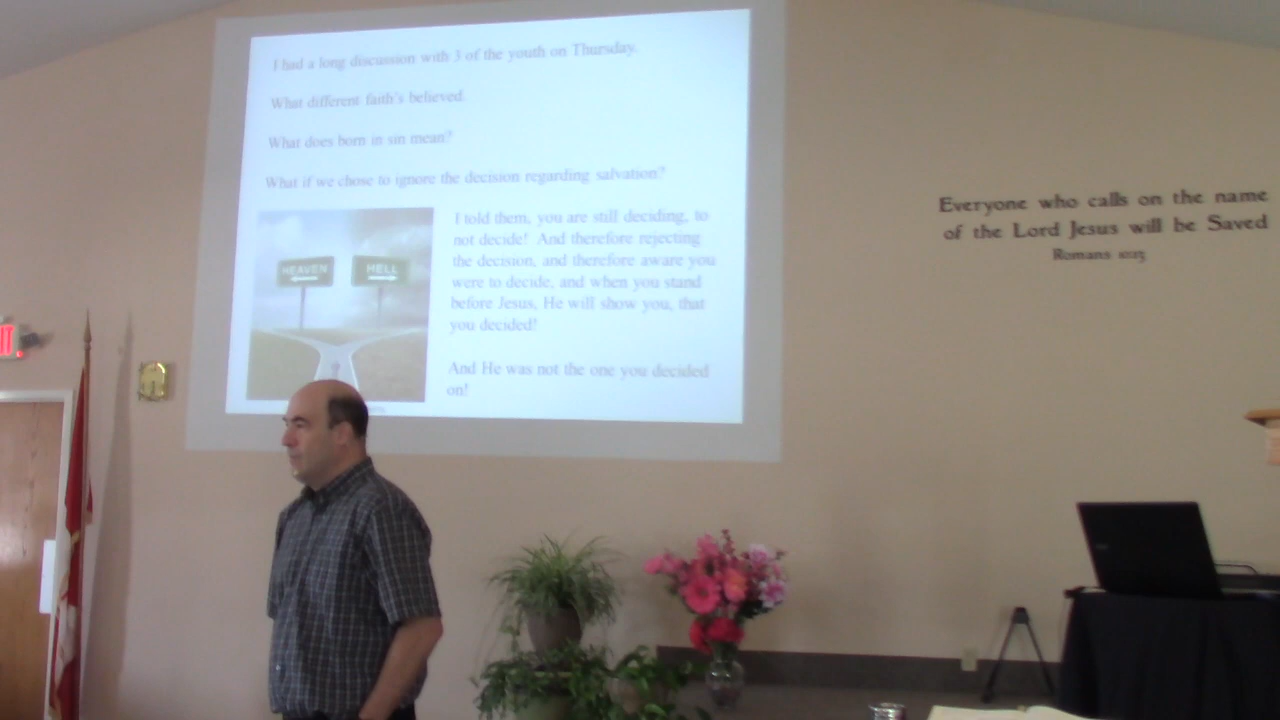 I had a long discussion with 3 of the youth on Thursday.
What different faith's believed.
What does born in sin mean?
What if we chose to ignore the decision regarding salvation?
HEAVEN
HELL
I told them, you are still deciding, to
not decide! And therefore rejecting
the decision, and therefore aware you
were to decide, and when you stand
before Jesus, He will show you, that
you decided!
And He was not the one you decided
on!
Everyone who calls on the name
of the Lord Jesus will be Saved
Romans 10:13
IT